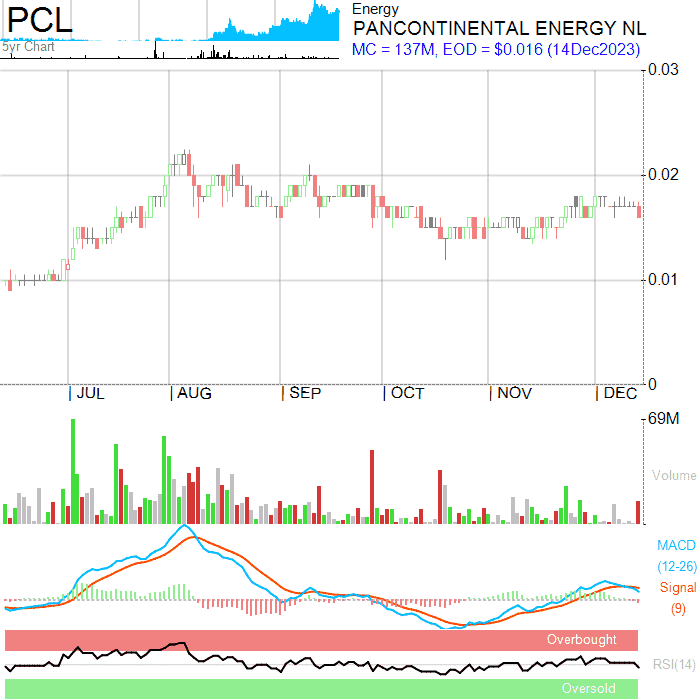 PCL
5yr Chart
Energy
PANCONTINENTAL ENERGY NL
MC = 137M, EOD = $0.016 (14Dec2023)
0.03
0.02
0.01
0
JUL
AUG
SEP
OCT
NOV
DEC
69M
Volume
MACD
(12-26)
Signal
(9)
Overbought
RSI(14)
Oversold